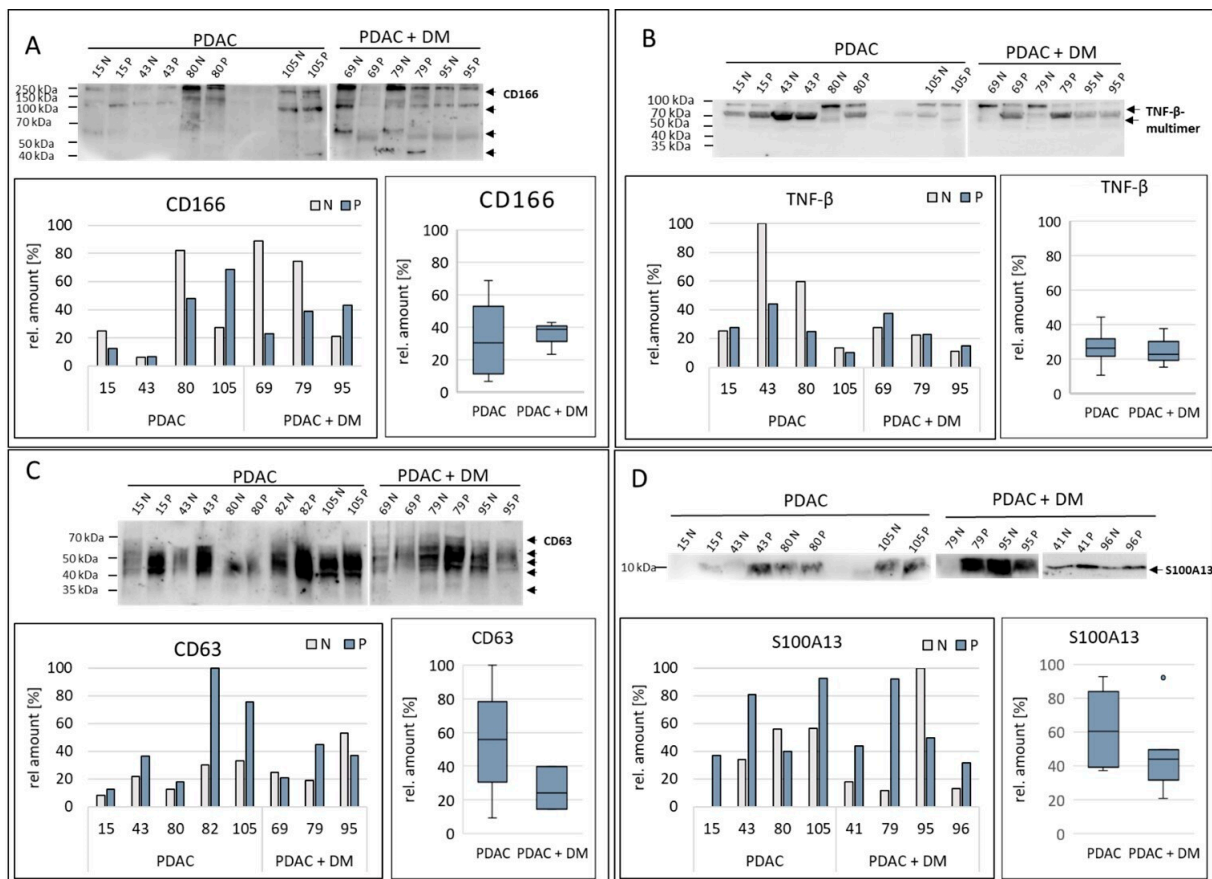 A
PDAC
PDAC + DM
15 N 15 P 43 N 43 P 80 N 80 P 105 N 105 P 69 N 69 P 79 N 79 P 95 N 95 P
250 kDa
150 kDa
100 kDa
70 kDa
50 kDa
40 kDa
CD166
CD166
N P
rel. amount [%]
100
80
60
40
20
0
15 43 80 105 69 79 95
PDAC PDAC + DM
CD166
rel. amount [%]
100
80
60
40
20
0
PDAC PDAC + DM
B
PDAC
PDAC + DM
15 N 15 P 43 N 43 P 80 N 80 P 105 N 105 P 69 N 69 P 79 N 79 P 95 N 95 P
100 kDa
70 kDa
50 kDa
40 kDa
35 kDa
TNF-β-
multimer
TNF-β
N P
rel.amount [%]
100
80
60
40
20
0
15 43 80 105 69 79 95
PDAC PDAC + DM
TNF-β
rel. amount [%]
100
80
60
40
20
0
PDAC PDAC + DM
C
PDAC
PDAC + DM
15 N 15 P 43 N 43 P 80 N 80 P 82 N 82 P 105 N 105 P 69 N 69 P 79 N 79 P 95 N 95 P
70 kDa
50 kDa
40 kDa
35 kDa
CD63
CD63
N P
rel amount [%]
100
80
60
40
20
0
15 43 80 82 105 69 79 95
PDAC PDAC + DM
CD63
rel. amount [%]
100
80
60
40
20
0
PDAC PDAC + DM
D
PDAC
PDAC + DM
15 N 15 P 43 N 43 P 80 N 80 P 105 N 105 P 79 N 79 P 95 N 95 P 41 N 41 P 96 N 96 P
10 kDa
S100A13
S100A13
N P
rel. amount [%]
100
80
60
40
20
0
15 43 80 105 41 79 95 96
PDAC PDAC + DM
S100A13
rel. amount [%]
100
80
60
40
20
0
PDAC PDAC + DM